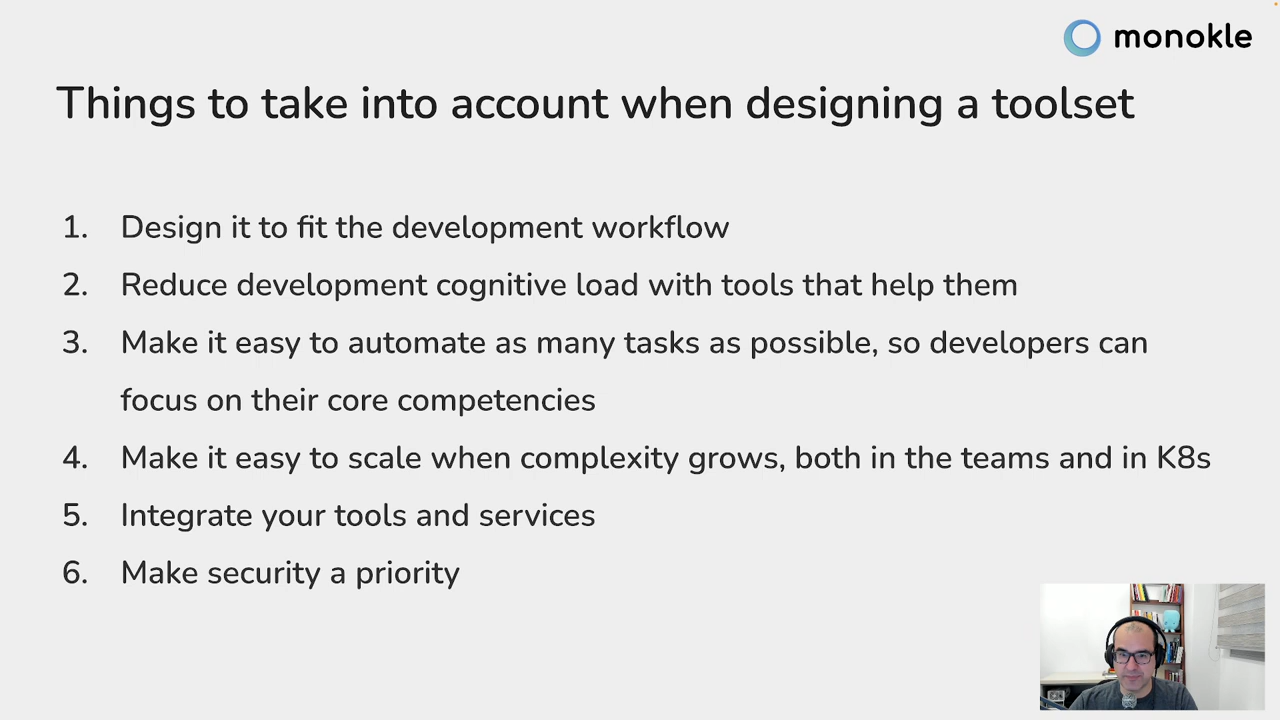 monokle
Things to take into account when designing a toolset
1. Design it to fit the development workflow
2. Reduce development cognitive load with tools that help them
3. Make it easy to automate as many tasks as possible, so developers can
focus on their core competencies
4. Make it easy to scale when complexity grows, both in the teams and in K8s
5. Integrate your tools and services
6. Make security a priority